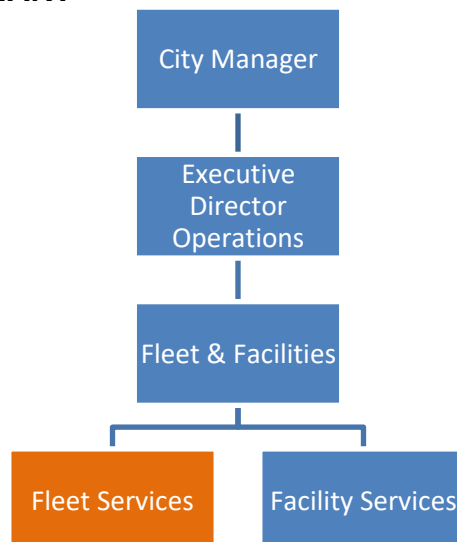 City Manager
Executive
Director
Operations
Fleet & Facilities
Fleet Services
Facility Services